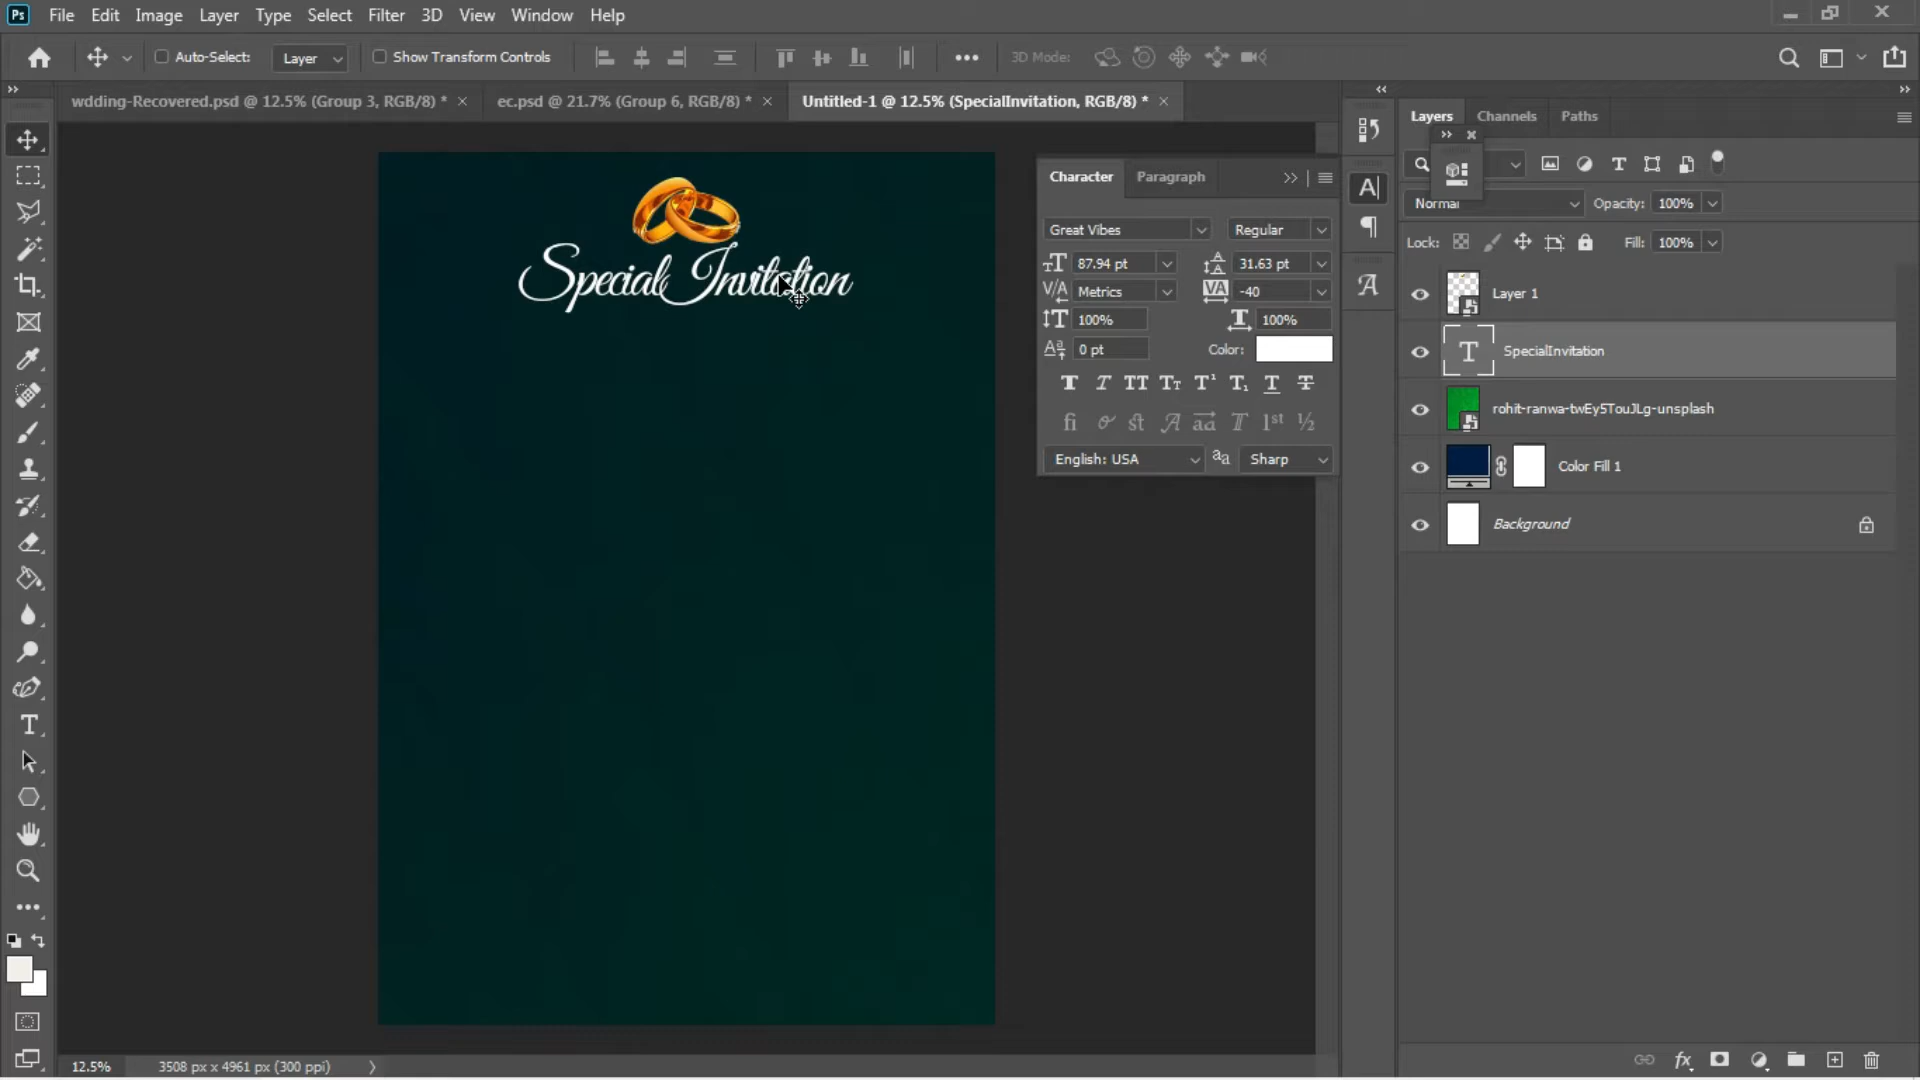 Ps File Edit Image Layer Type Select Filter 3D View Window Help
Auto-Select: Layer Show Transform Controls 3D Mode:
wdding-Recovered.psd @ 12.5% (Group 3, RGB/8) * ec.psd @ 21.7% (Group 6, RGB/8) * Untitled-1 @ 12.5% (SpecialInvitation, RGB/8) *
Special Invitation
Character Paragraph
Great Vibes Regular
87.94 pt 31.63 pt
Metrics -40
100% 100%
0 pt Color:
English: USA Sharp
Layers Channels Paths
Normal Opacity: 100%
Lock: Fill: 100%
Layer 1
SpecialInvitation
rohit-ranwa-twEy5TouJLg-unsplash
Color Fill 1
Background
12.5% 3508 px x 4961 px (300 ppi)